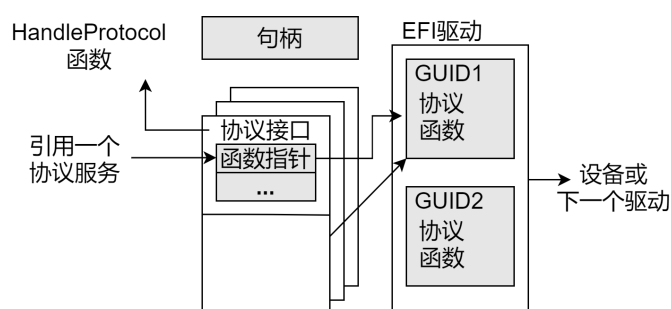 HandleProtocol
函数
句柄
EFI驱动
引用一个
协议服务
协议接口
函数指针
...
GUID1
协议
函数
GUID2
协议
函数
设备或
下一个驱动